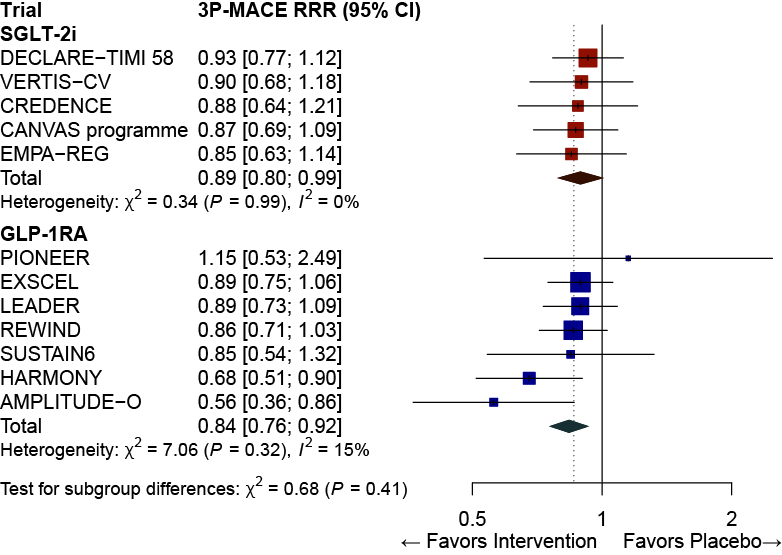 Trial 3P-MACE RRR (95% CI)
SGLT-2i
DECLARE−TIMI 58 0.93 [0.77; 1.12]
VERTIS−CV 0.90 [0.68; 1.18]
CREDENCE 0.88 [0.64; 1.21]
CANVAS programme 0.87 [0.69; 1.09]
EMPA−REG 0.85 [0.63; 1.14]
Total 0.89 [0.80; 0.99]
Heterogeneity: χ² = 0.34 (P = 0.99), I² = 0%
GLP-1RA
PIONEER 1.15 [0.53; 2.49]
EXSCEL 0.89 [0.75; 1.06]
LEADER 0.89 [0.73; 1.09]
REWIND 0.86 [0.71; 1.03]
SUSTAIN6 0.85 [0.54; 1.32]
HARMONY 0.68 [0.51; 0.90]
AMPLITUDE−O 0.56 [0.36; 0.86]
Total 0.84 [0.76; 0.92]
Heterogeneity: χ² = 7.06 (P = 0.32), I² = 15%
Test for subgroup differences: χ² = 0.68 (P = 0.41)
0.5 1 2
← Favors Intervention Favors Placebo→